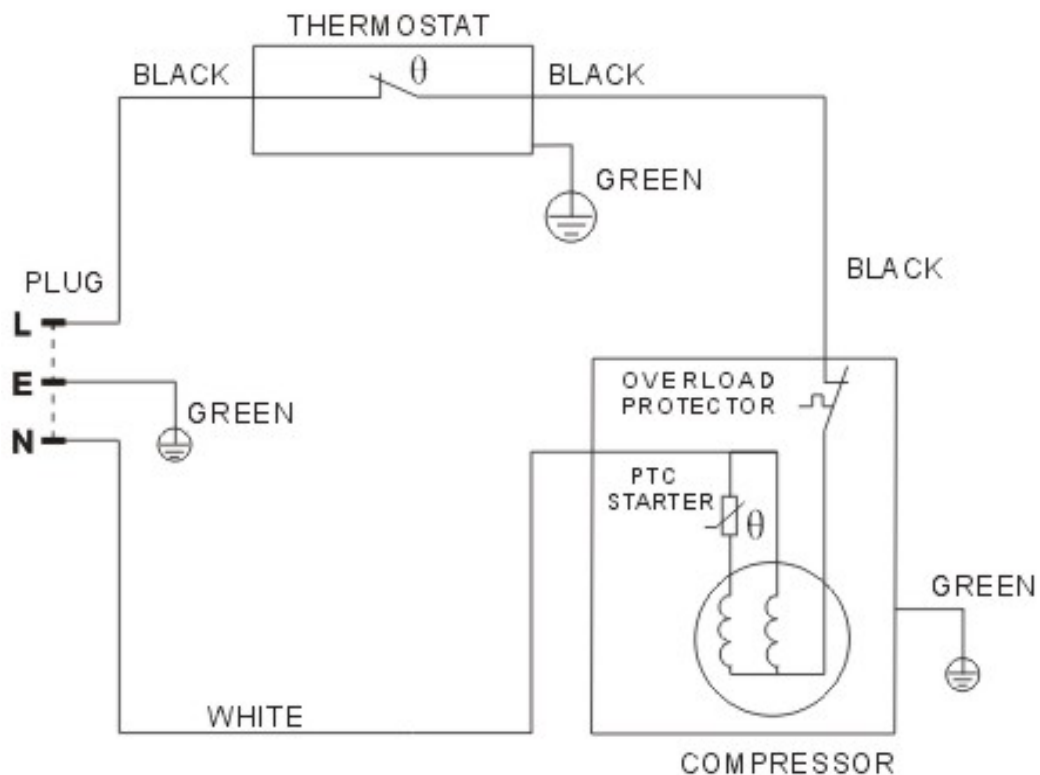 THERMOSTAT
BLACK
θ
BLACK
GREEN
BLACK
PLUG
L
E
GREEN
N
OVERLOAD
PROTECTOR
PTC
STARTER
θ
GREEN
WHITE
COMPRESSOR